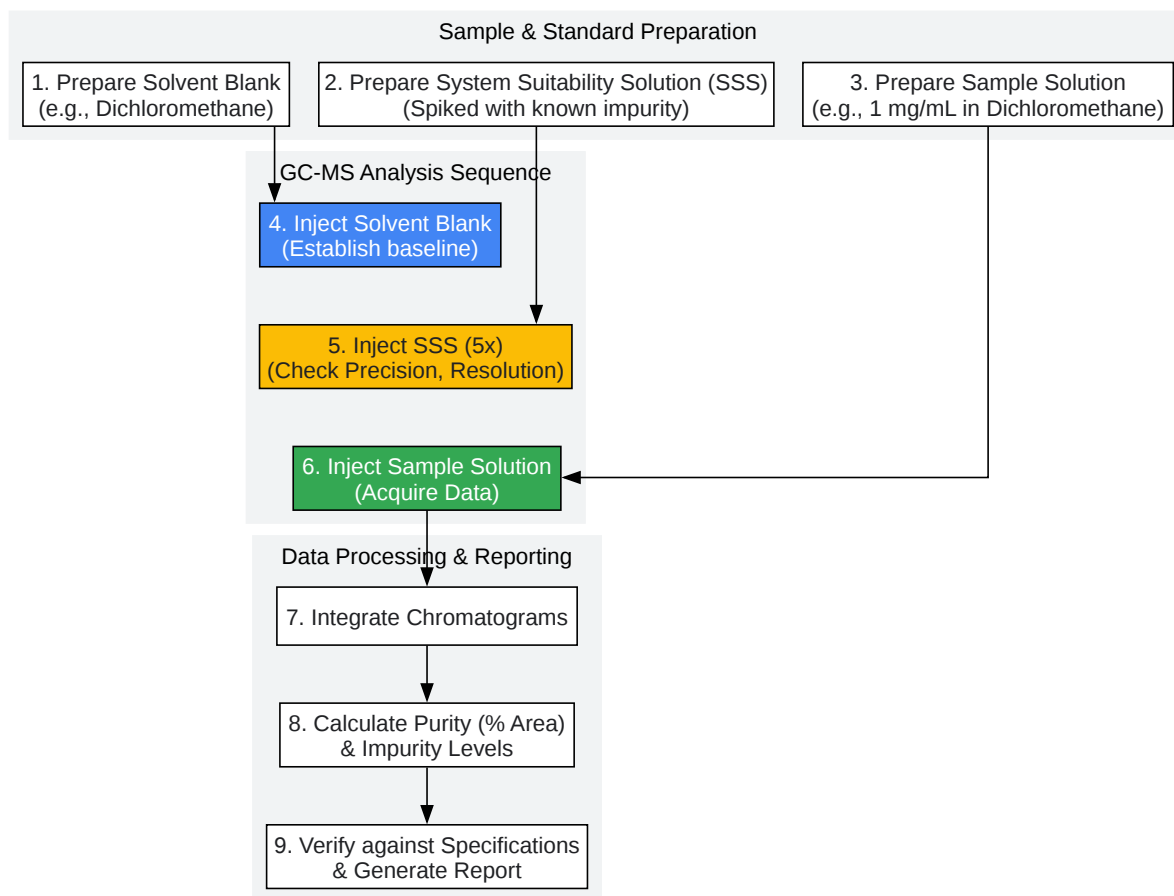 Sample & Standard Preparation
1. Prepare Solvent Blank
(e.g., Dichloromethane)
2. Prepare System Suitability Solution (SSS)
(Spiked with known impurity)
3. Prepare Sample Solution
(e.g., 1 mg/mL in Dichloromethane)
GC-MS Analysis Sequence
4. Inject Solvent Blank
(Establish baseline)
5. Inject SSS (5x)
(Check Precision, Resolution)
6. Inject Sample Solution
(Acquire Data)
Data Processing & Reporting
7. Integrate Chromatograms
8. Calculate Purity (% Area)
& Impurity Levels
9. Verify against Specifications
& Generate Report